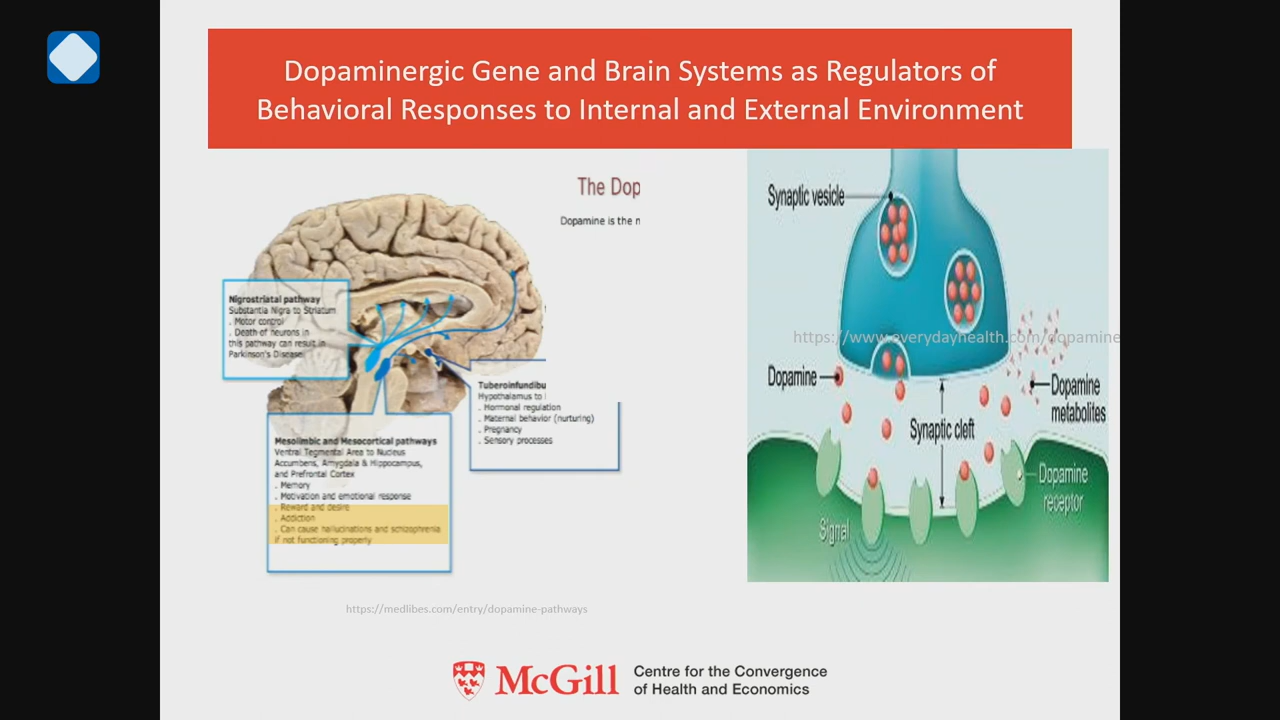 Dopaminergic Gene and Brain Systems as Regulators of
Behavioral Responses to Internal and External Environment
The Dop
Dopamine is the n
Nigrostriatal pathway
Substantia Nigra to Striatum
. Motor control
. Death of neurons in
this pathway can result in
Parkinson's Disease
Tuberoinfundibu
Hypothalamus to
. Hormonal regulation
. Maternal behavior (nurturing)
. Pregnancy
. Sensory processes
Mesolimbic and Mesocortical pathways
Ventral Tegmental Area to Nucleus
Accumbens, Amygdala & Hippocampus,
and Prefrontal Cortex
. Memory
. Motivation and emotional response
. Reward and desire
. Addiction
. Can cause hallucinations and schizophrenia
if not functioning properly
https://medlibes.com/entry/dopamine-pathways
Synaptic vesicle
https://www.everydayhealth.com/dopamine
Dopamine
Dopamine
metabolites
Synaptic cleft
Dopamine
receptor
Signal
McGill
Centre for the Convergence
of Health and Economics